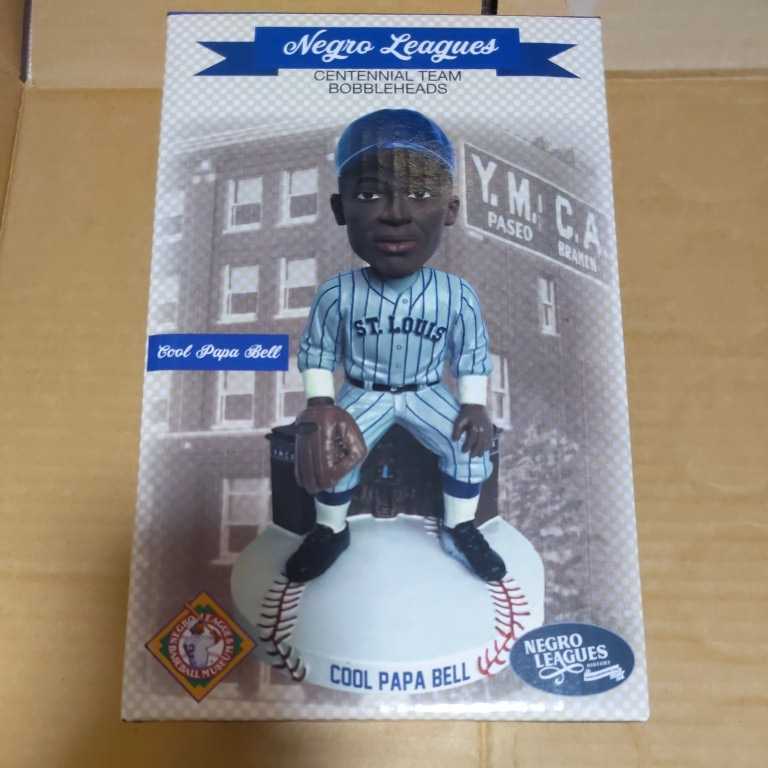 Negro Leagues
CENTENNIAL TEAM
BOBBLEHEADS
Y.M.C.A.
PASEO BRANCH
ST. LOUIS
Cool Papa Bell
COOL PAPA BELL
NEGRO LEAGUES
BASEBALL MUSEUM
NEGRO
LEAGUES
HISTORY